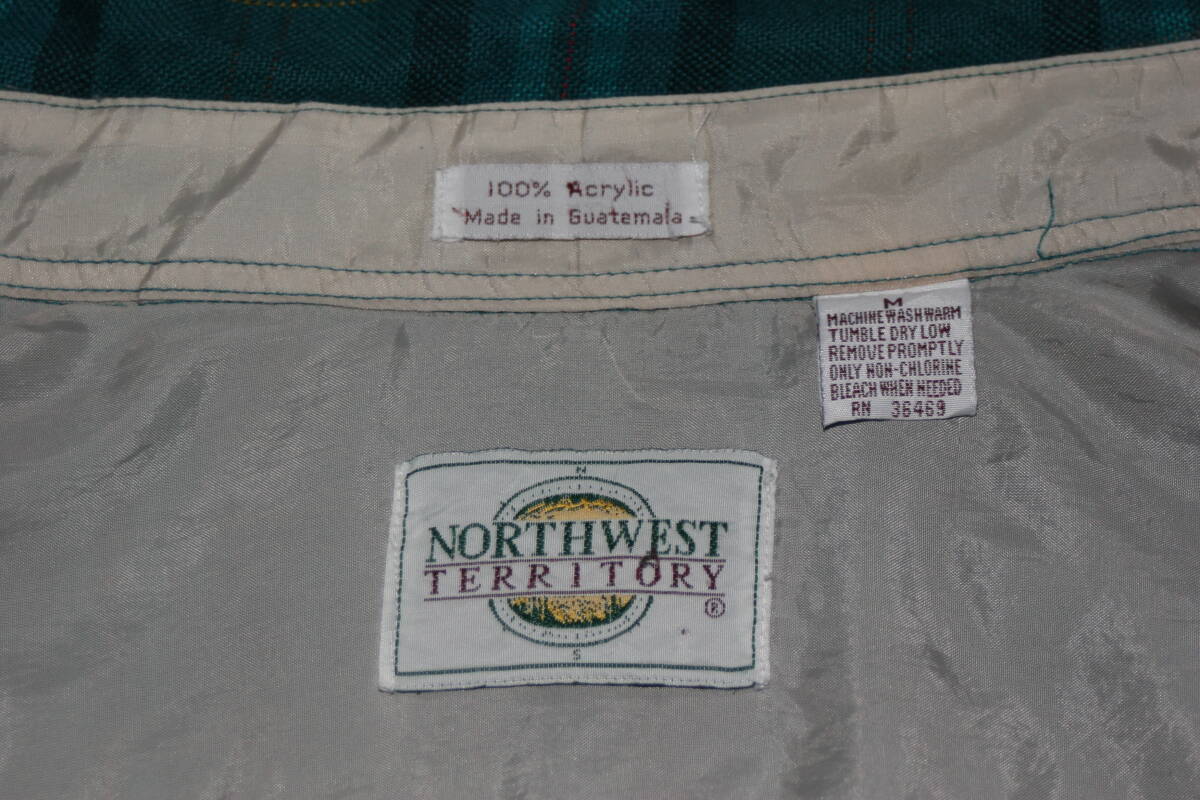 100% Acrylic
Made in Guatemala
M
MACHINE WASH WARM
TUMBLE DRY LOW
REMOVE PROMPTLY
ONLY NON-CHLORINE
BLEACH WHEN NEEDED
RN 36469
N
NORTHWEST
TERRITORY
®
S